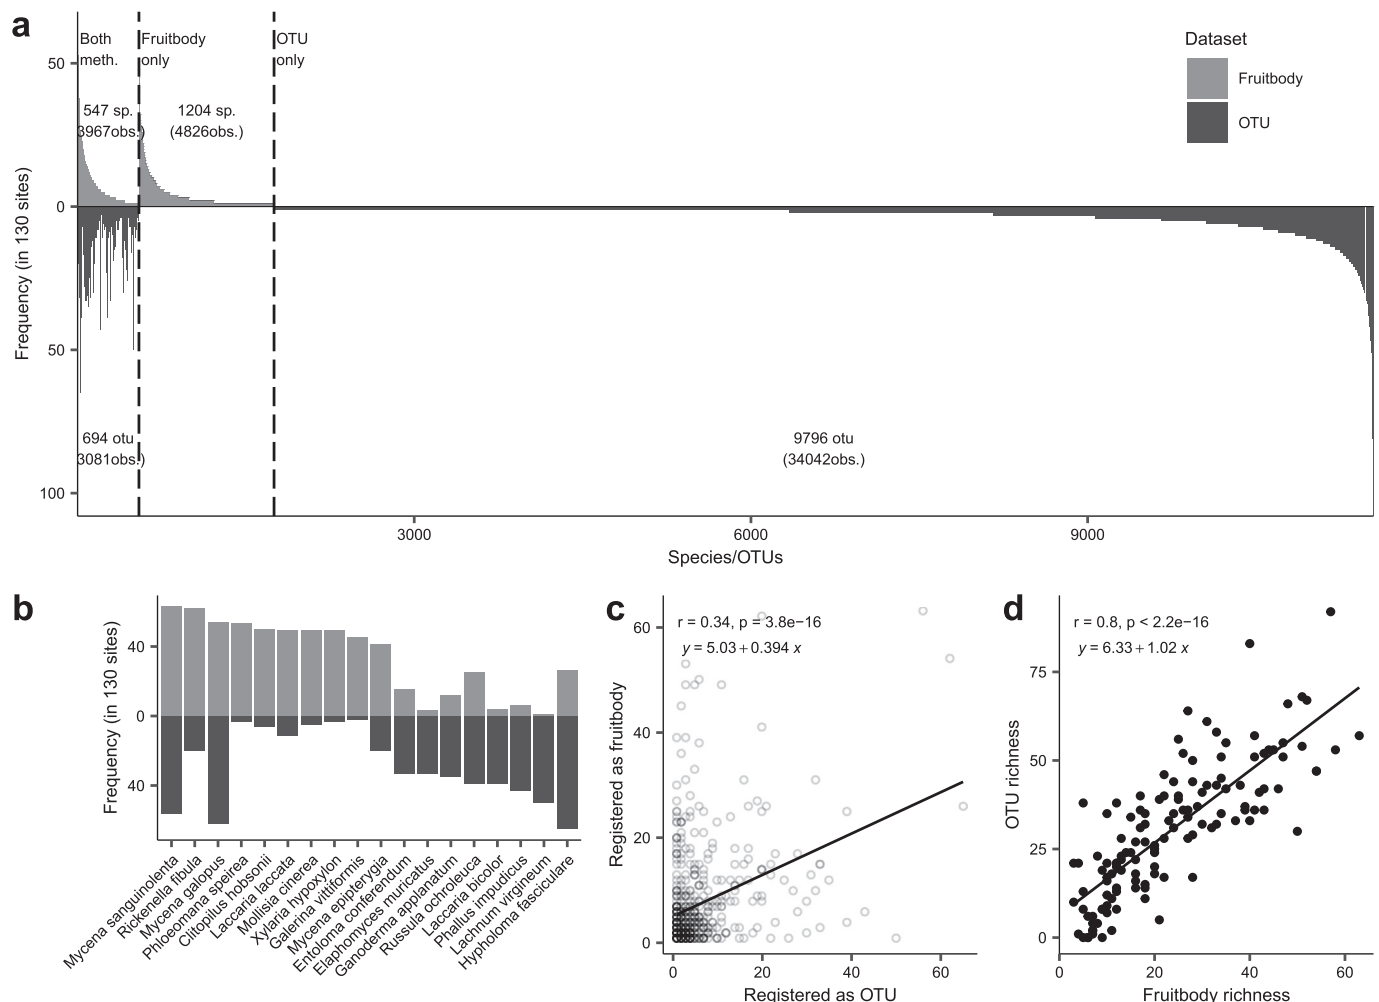 a
Both meth.
Fruitbody only
OTU only
Dataset
Fruitbody
OTU
547 sp.
3967obs.)
1204 sp.
(4826obs.)
694 otu
3081obs.)
9796 otu
(34042obs.)
Frequency (in 130 sites)
50
0
50
100
3000
6000
9000
Species/OTUs
b
Frequency (in 130 sites)
40
0
40
Mycena sanguinolenta
Rickenella fibula
Mycena galopus
Phloeomana speirea
Clitopilus hobsonii
Laccaria laccata
Mollisia cinerea
Xylaria hypoxylon
Galerina vittiformis
Mycena epipterygia
Entoloma conferendum
Elaphomyces muricatus
Ganoderma applanatum
Russula ochroleuca
Laccaria bicolor
Phallus impudicus
Lachnum virgineum
Hypholoma fasciculare
c
r = 0.34, p = 3.8e−16
y = 5.03 + 0.394 x
Registered as fruitbody
60
40
20
0
0
20
40
60
Registered as OTU
d
r = 0.8, p < 2.2e−16
y = 6.33 + 1.02 x
OTU richness
75
50
25
0
0
20
40
60
Fruitbody richness